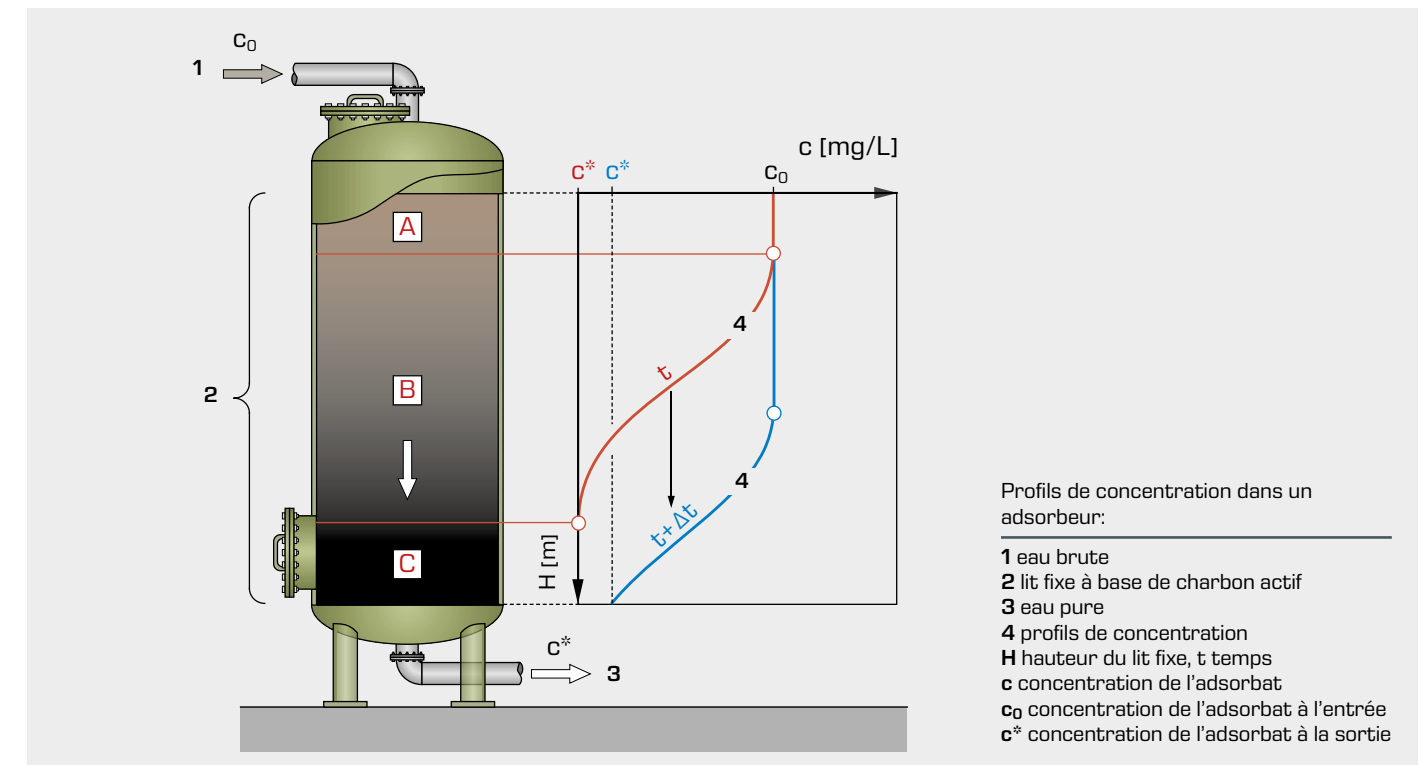 c₀
1
c [mg/L]
c* c* c₀
A
4
t
B
2
4
t+Δt
C
H [m]
c*
3
Profils de concentration dans un
adsorbeur:
1 eau brute
2 lit fixe à base de charbon actif
3 eau pure
4 profils de concentration
H hauteur du lit fixe, t temps
c concentration de l’adsorbat
c₀ concentration de l’adsorbat à l’entrée
c* concentration de l’adsorbat à la sortie